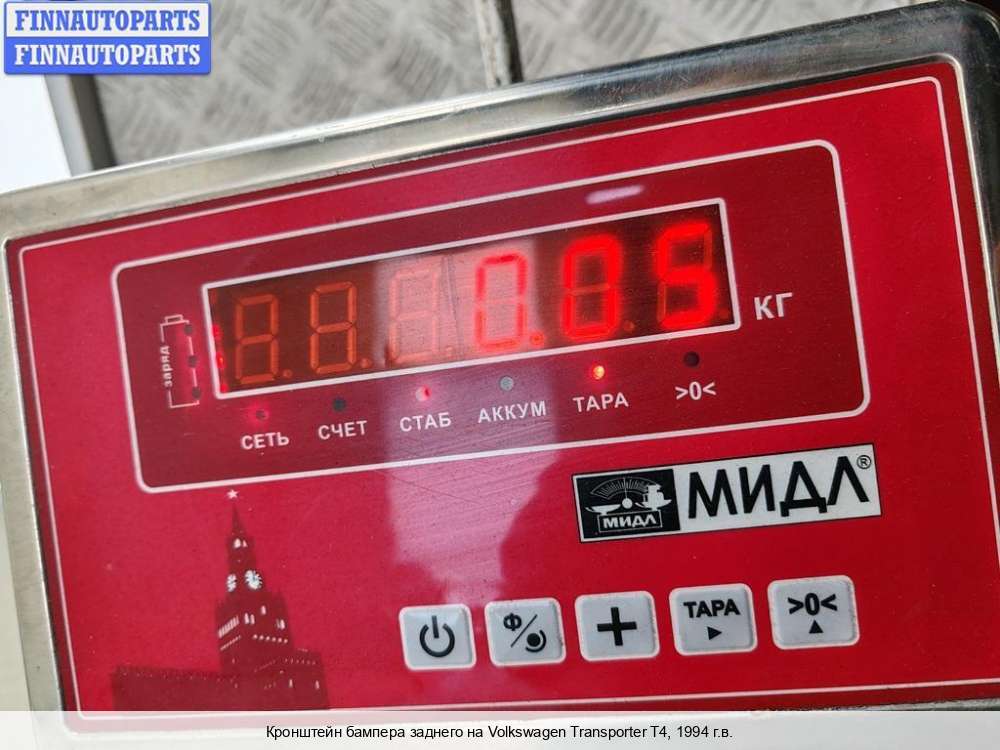 FINNAUTOPARTS
FINNAUTOPARTS
0.05 КГ
заряд
СЕТЬ СЧЕТ СТАБ АККУМ ТАРА >0<
МИДЛ МИДЛ®
Ф/ + ТАРА >0<
Кронштейн бампера заднего на Volkswagen Transporter T4, 1994 г.в.